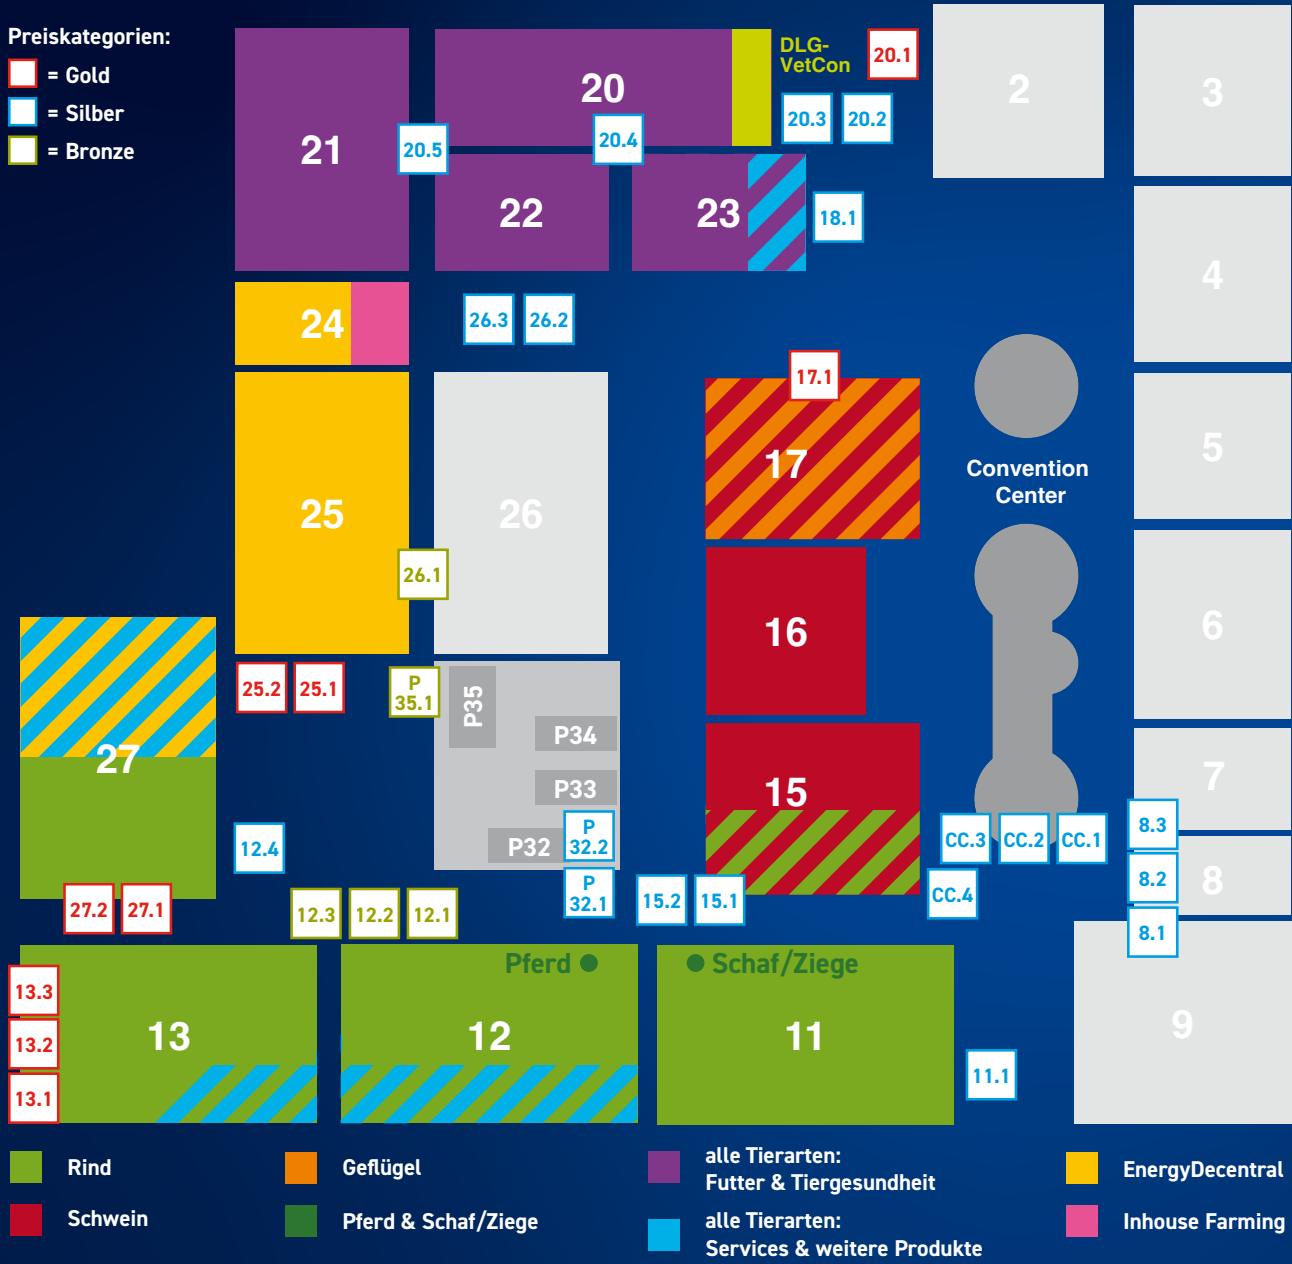 Preiskategorien:
= Gold
= Silber
= Bronze
21
20
DLG-
VetCon
20.1
2
3
20.5
20.4
20.3
20.2
22
23
18.1
4
24
26.3
26.2
17.1
17
Convention
Center
5
25
26
26.1
16
6
25.2
25.1
P
35.1
P35
P34
P33
P32
P
32.2
P
32.1
27
15
7
12.4
CC.3
CC.2
CC.1
8.3
CC.4
8.2
8
8.1
27.2
27.1
12.3
12.2
12.1
15.2
15.1
Pferd
Schaf/Ziege
13.3
13.2
13.1
13
12
11
11.1
9
Rind
Schwein
Geflügel
Pferd & Schaf/Ziege
alle Tierarten:
Futter & Tiergesundheit
alle Tierarten:
Services & weitere Produkte
EnergyDecentral
Inhouse Farming